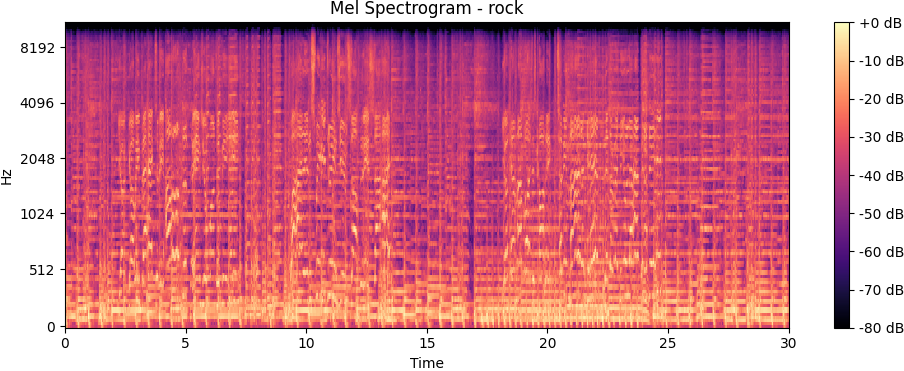 Mel Spectrogram - rock
8192
4096
2048
1024
512
0
Hz
0 5 10 15 20 25 30
Time
+0 dB
-10 dB
-20 dB
-30 dB
-40 dB
-50 dB
-60 dB
-70 dB
-80 dB